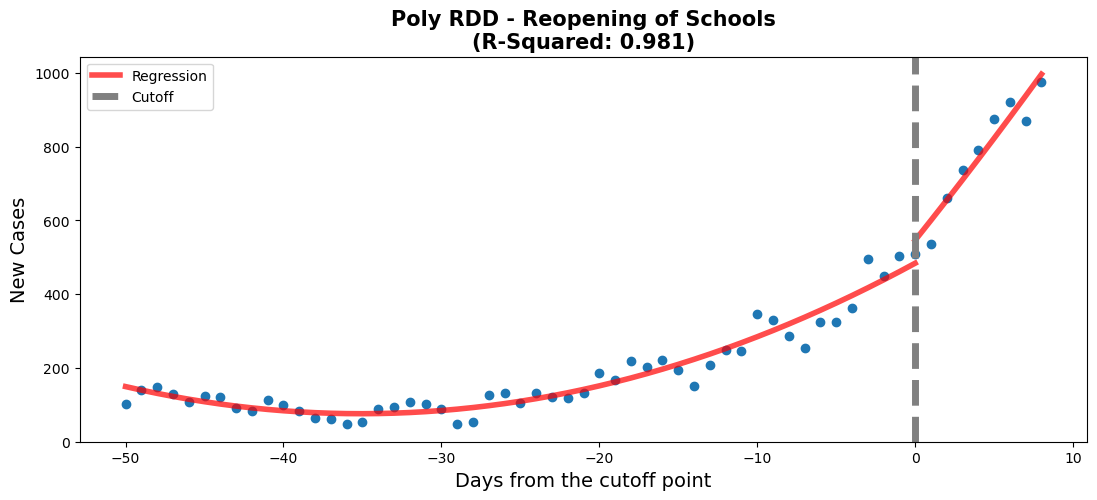 Poly RDD - Reopening of Schools
(R-Squared: 0.981)
Regression
Cutoff
New Cases
1000
800
600
400
200
0
−50
−40
−30
−20
−10
0
10
Days from the cutoff point